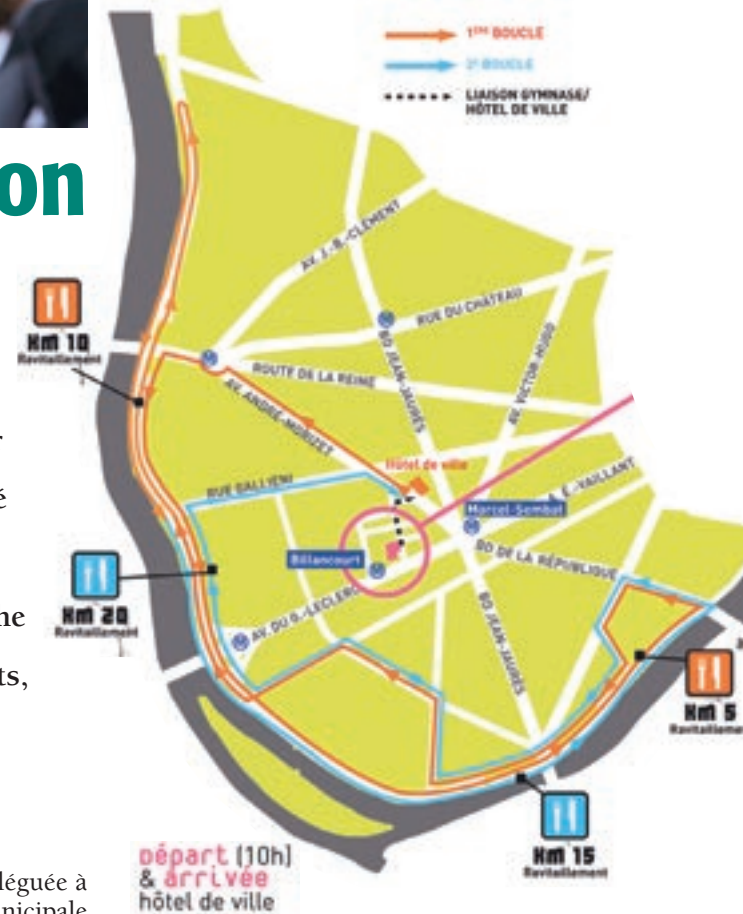 on
1ÈRE BOUCLE
2E BOUCLE
LIAISON GYMNASE/
HÔTEL DE VILLE
AV. J.-B.-CLÉMENT
RUE DU CHÂTEAU
BD JEAN-JAURÈS
AV. VICTOR-HUGO
Km 10
Ravitaillement
ROUTE DE LA REINE
AV. ANDRÉ-MORIZET
é
Hôtel de ville
RUE GALLIENI
É.-VAILLANT
Marcel-Sembat
Billancourt
BD DE LA RÉPUBLIQUE
Km 20
Ravitaillement
ne
AV. DU G.-LECLERC
BD JEAN-JAURÈS
ts,
Km 5
Ravitaillement
Km 15
Ravitaillement
Départ (10h)
& arrivée
hôtel de ville
léguée à
nicipale